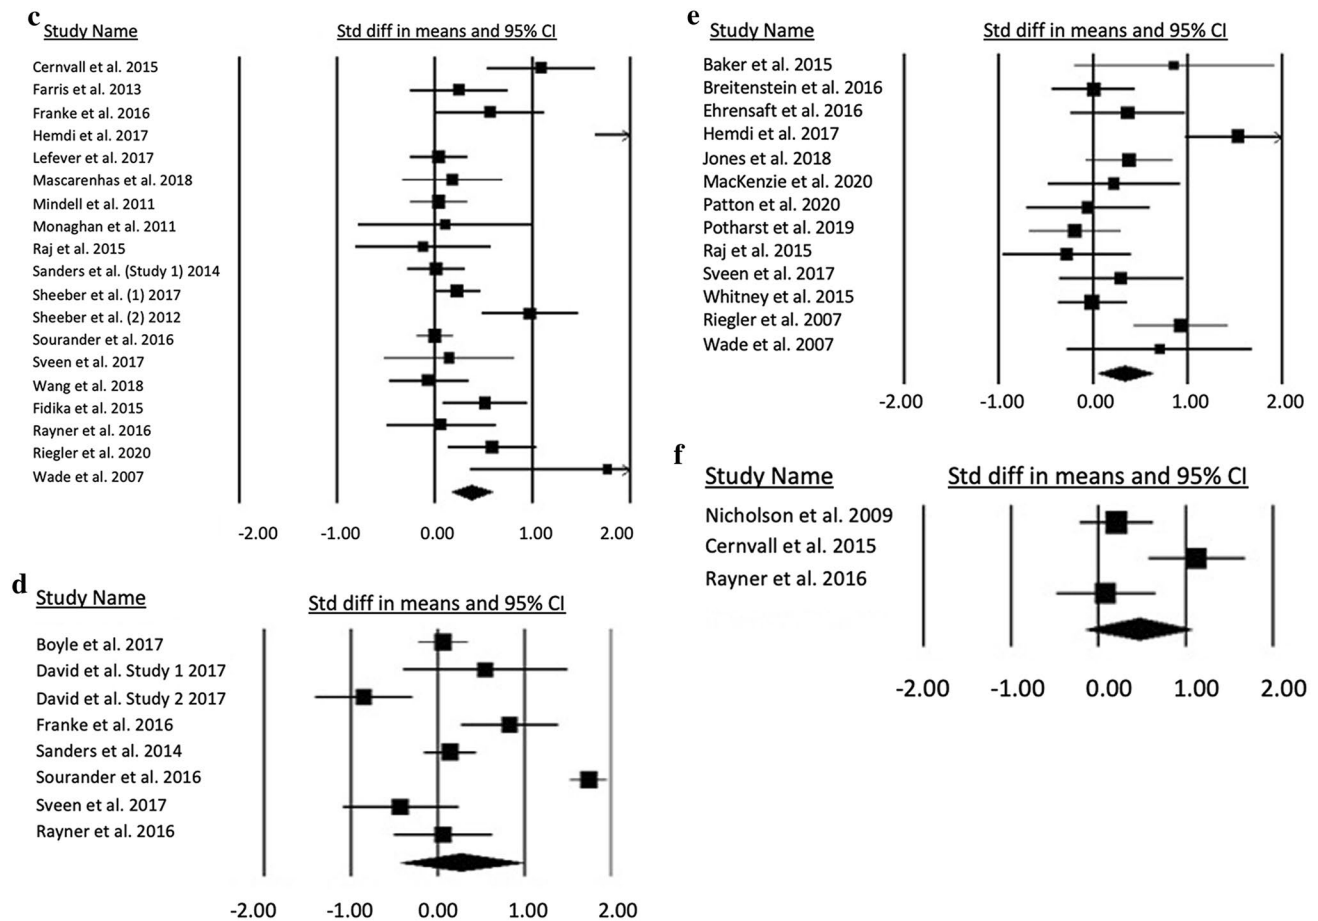 c
Study Name
Std diff in means and 95% CI
Cernvall et al. 2015
Farris et al. 2013
Franke et al. 2016
Hemdi et al. 2017
Lefever et al. 2017
Mascarenhas et al. 2018
Mindell et al. 2011
Monaghan et al. 2011
Raj et al. 2015
Sanders et al. (Study 1) 2014
Sheeber et al. (1) 2017
Sheeber et al. (2) 2012
Sourander et al. 2016
Sveen et al. 2017
Wang et al. 2018
Fidika et al. 2015
Rayner et al. 2016
Riegler et al. 2020
Wade et al. 2007
-2.00 -1.00 0.00 1.00 2.00
d
Study Name
Std diff in means and 95% CI
Boyle et al. 2017
David et al. Study 1 2017
David et al. Study 2 2017
Franke et al. 2016
Sanders et al. 2014
Sourander et al. 2016
Sveen et al. 2017
Rayner et al. 2016
-2.00 -1.00 0.00 1.00 2.00
e
Study Name
Std diff in means and 95% CI
Baker et al. 2015
Breitenstein et al. 2016
Ehrensaft et al. 2016
Hemdi et al. 2017
Jones et al. 2018
MacKenzie et al. 2020
Patton et al. 2020
Potharst et al. 2019
Raj et al. 2015
Sveen et al. 2017
Whitney et al. 2015
Riegler et al. 2007
Wade et al. 2007
-2.00 -1.00 0.00 1.00 2.00
f
Study Name
Std diff in means and 95% CI
Nicholson et al. 2009
Cernvall et al. 2015
Rayner et al. 2016
-2.00 -1.00 0.00 1.00 2.00